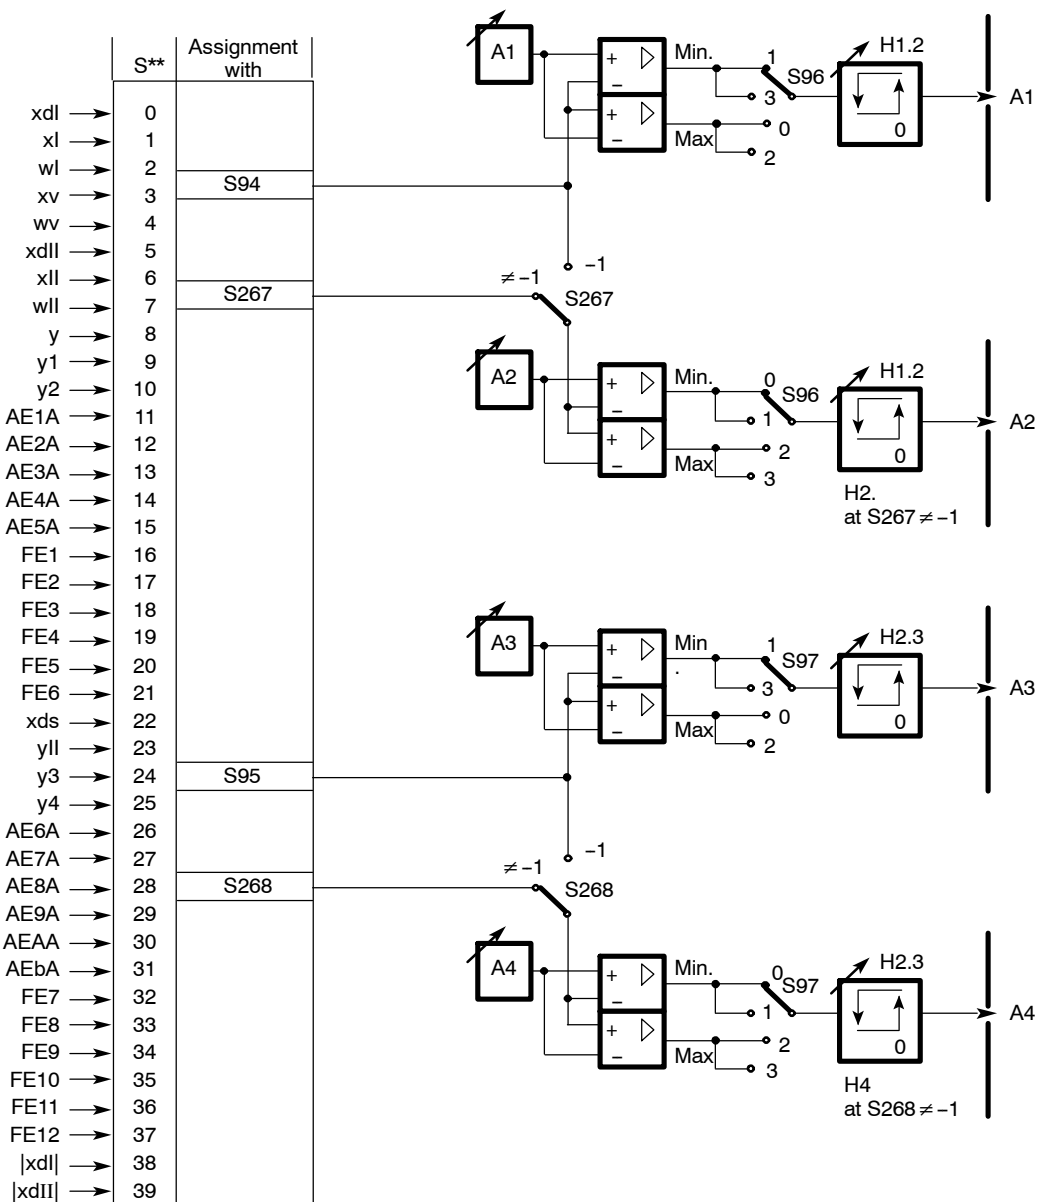 S**
Assignment
with
xdI 0
xI 1
wI 2
S94
xv 3
wv 4
xdII 5
xII 6
S267
wII 7
y 8
y1 9
y2 10
AE1A 11
AE2A 12
AE3A 13
AE4A 14
AE5A 15
FE1 16
FE2 17
FE3 18
FE4 19
FE5 20
FE6 21
xds 22
yII 23
y3 24 S95
y4 25
AE6A 26
AE7A 27
AE8A 28 S268
AE9A 29
AEAA 30
AEbA 31
FE7 32
FE8 33
FE9 34
FE10 35
FE11 36
FE12 37
|xdI| 38
|xdII| 39
A1
+
−
+
−
Min.
Max
1
S96
3
0
2
H1.2
0
A1
−1
≠ −1
S267
A2
+
−
+
−
Min.
Max
0
S96
1
2
3
H1.2
0
A2
H2.
at S267 ≠ −1
A3
+
−
+
−
Min
.
Max
1
S97
3
0
2
H2.3
0
A3
−1
≠ −1
S268
A4
+
−
+
−
Min.
Max
0
S97
1
2
3
H2.3
0
A4
H4
at S268 ≠ −1